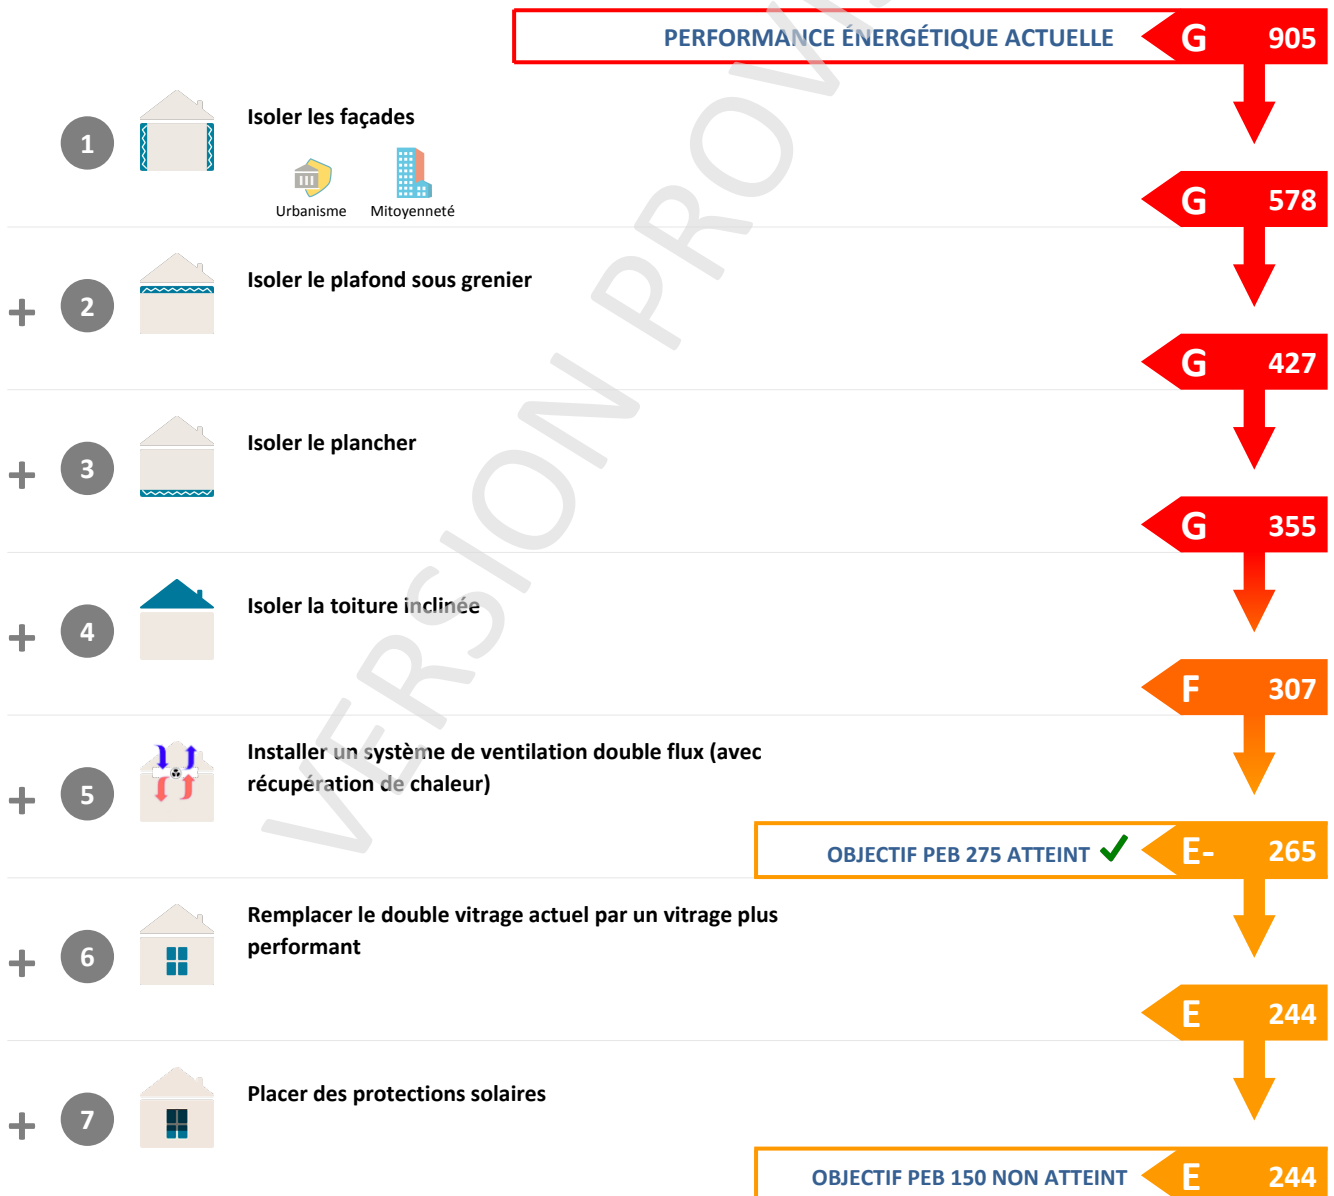 PERFORMANCE ÉNERGÉTIQUE ACTUELLE G 905
1 Isoler les façades
Urbanisme Mitoyenneté
G 578
+ 2 Isoler le plafond sous grenier
G 427
+ 3 Isoler le plancher
G 355
+ 4 Isoler la toiture inclinée
F 307
+ 5 Installer un système de ventilation double flux (avec
récupération de chaleur)
OBJECTIF PEB 275 ATTEINT E- 265
+ 6 Remplacer le double vitrage actuel par un vitrage plus
performant
E 244
+ 7 Placer des protections solaires
OBJECTIF PEB 150 NON ATTEINT E 244
VERSION PROVIS